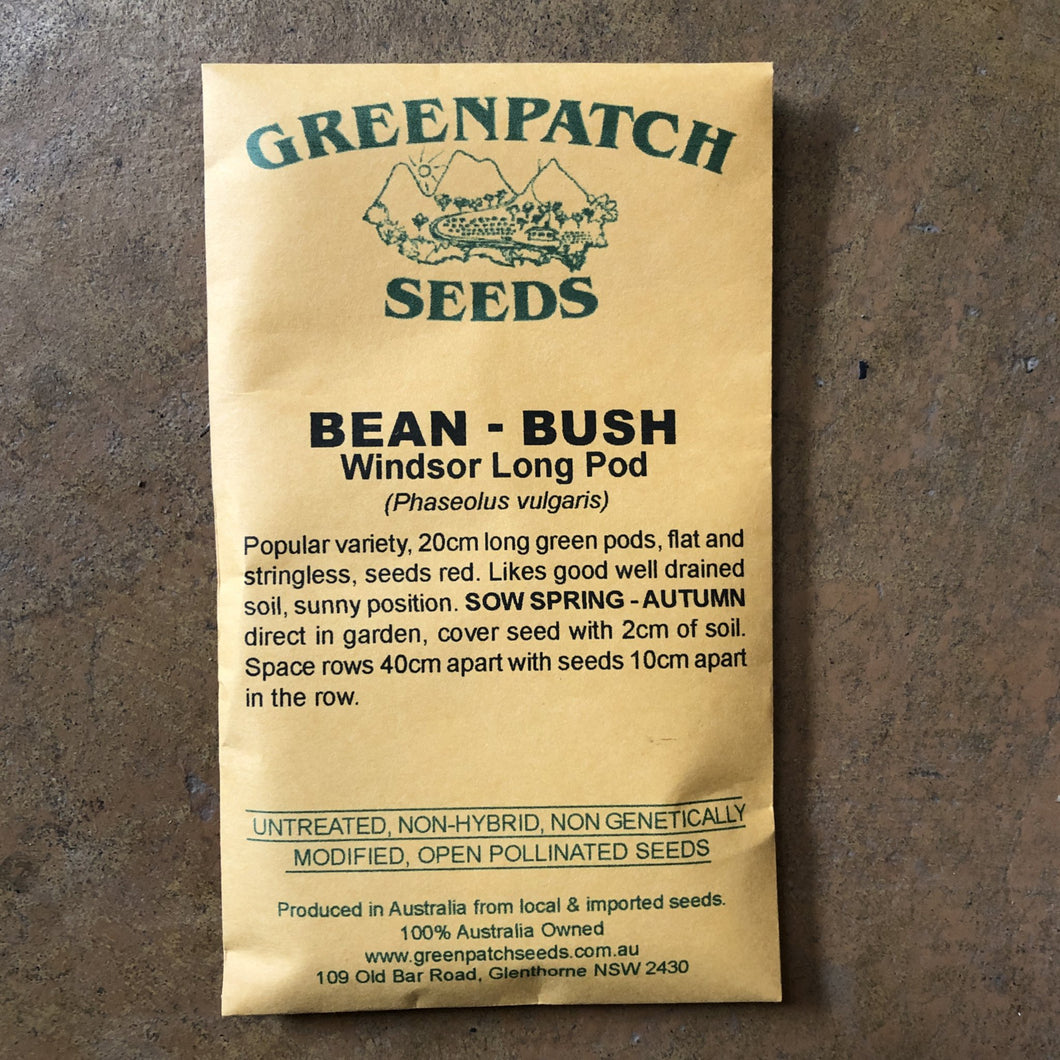 GREENPATCH
SEEDS
BEAN - BUSH
Windsor Long Pod
(Phaseolus vulgaris)
Popular variety, 20cm long green pods, flat and
stringless, seeds red. Likes good well drained
soil, sunny position. SOW SPRING - AUTUMN
direct in garden, cover seed with 2cm of soil.
Space rows 40cm apart with seeds 10cm apart
in the row.
UNTREATED, NON-HYBRID, NON GENETICALLY
MODIFIED, OPEN POLLINATED SEEDS
Produced in Australia from local & imported seeds.
100% Australia Owned
www.greenpatchseeds.com.au
109 Old Bar Road, Glenthorne NSW 2430